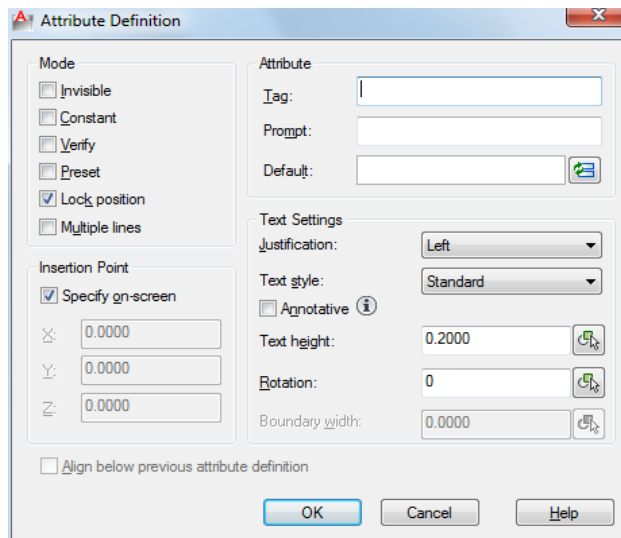 Attribute Definition
Mode
Invisible
Constant
Verify
Preset
Lock position
Multiple lines
Insertion Point
Specify on-screen
X: 0.0000
Y: 0.0000
Z: 0.0000
Attribute
Tag:
Prompt:
Default:
Text Settings
Justification: Left
Text style: Standard
Annotative
Text height: 0.2000
Rotation: 0
Boundary width: 0.0000
Align below previous attribute definition
OK Cancel Help